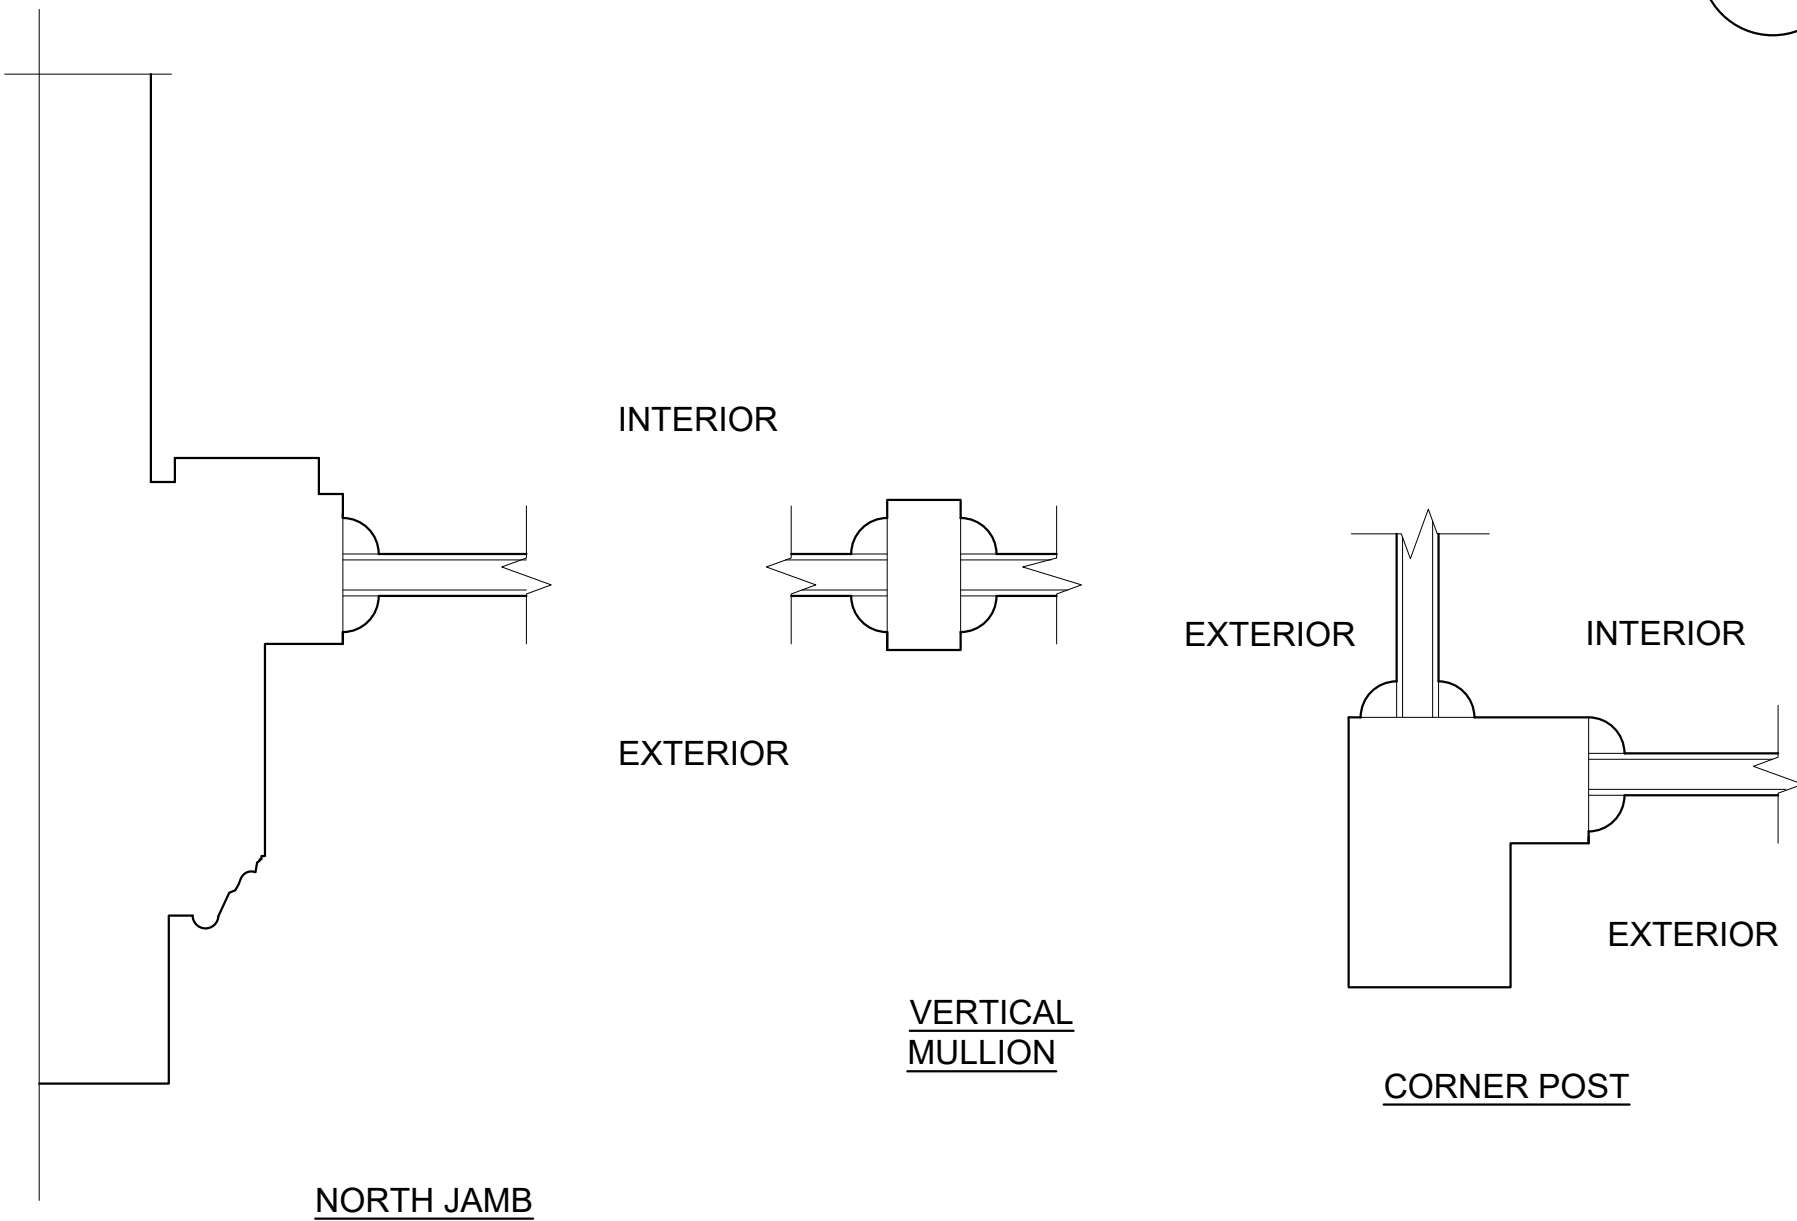 INTERIOR
EXTERIOR
INTERIOR
EXTERIOR
EXTERIOR
VERTICAL
MULLION
CORNER POST
NORTH JAMB